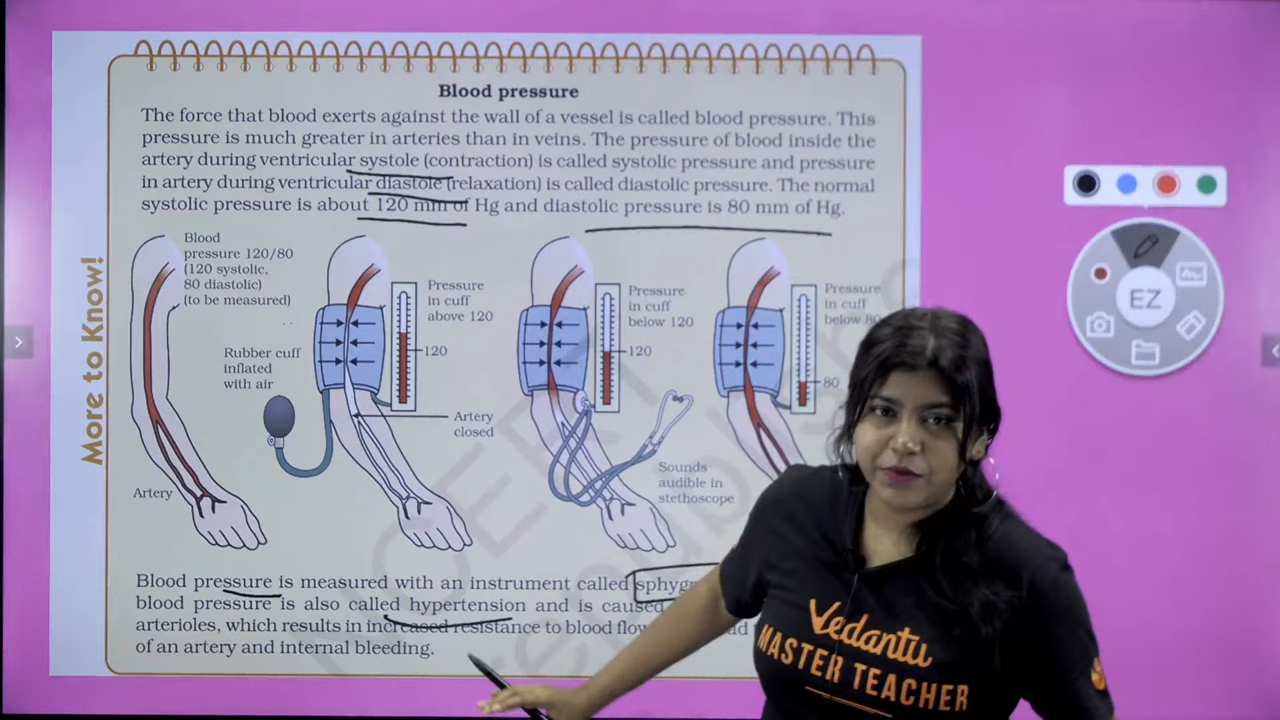 Blood pressure
The force that blood exerts against the wall of a vessel is called blood pressure. This
pressure is much greater in arteries than in veins. The pressure of blood inside the
artery during ventricular systole (contraction) is called systolic pressure and pressure
in artery during ventricular diastole (relaxation) is called diastolic pressure. The normal
systolic pressure is about 120 mm of Hg and diastolic pressure is 80 mm of Hg.
More to Know!
Blood
pressure 120/80
(120 systolic,
80 diastolic)
(to be measured)
Rubber cuff
inflated
with air
Artery
Pressure
in cuff
above 120
120
Artery
closed
Pressure
in cuff
below 120
120
Sounds
audible in
stethoscope
Pressure
in cuff
below 80
80
Blood pressure is measured with an instrument called
blood pressure is also called hypertension and is caused
arterioles, which results in increased resistance to blood
of an artery and internal bleeding.
EZ
Vedantu
MASTER TEACHER